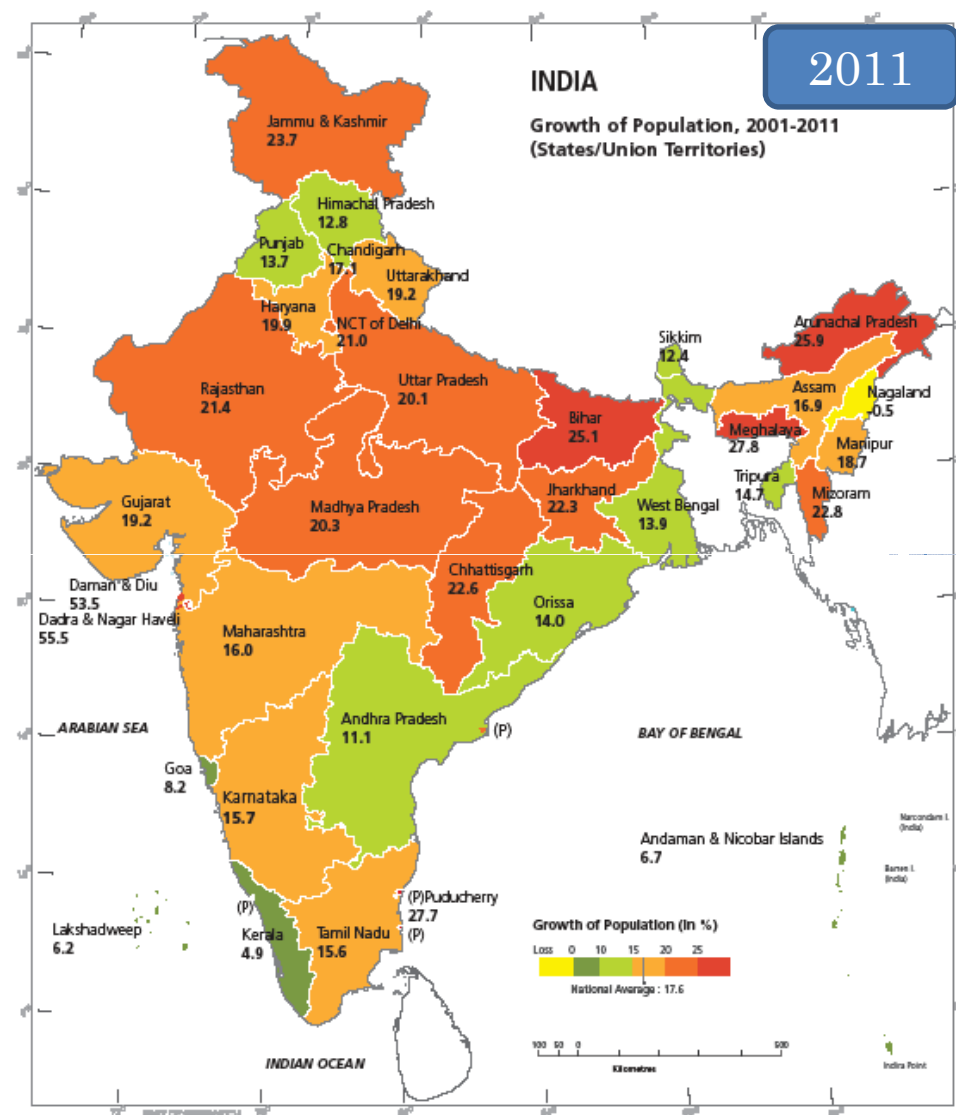 2011
INDIA
Growth of Population, 2001-2011
(States/Union Territories)
Jammu & Kashmir
23.7
Himachal Pradesh
12.8
Punjab
13.7
Chandigarh
17.1
Uttarakhand
19.2
Haryana
19.9
NCT of Delhi
21.0
Arunachal Pradesh
25.9
Sikkim
12.4
Rajasthan
21.4
Uttar Pradesh
20.1
Assam
16.9
Nagaland
-0.5
Bihar
25.1
Meghalaya
27.8
Manipur
18.7
Tripura
14.7
Mizoram
22.8
Gujarat
19.2
Madhya Pradesh
20.3
Jharkhand
22.3
West Bengal
13.9
Chhattisgarh
22.6
Daman & Diu
53.5
Dadra & Nagar Haveli
55.5
Orissa
14.0
Maharashtra
16.0
ARABIAN SEA
Andhra Pradesh
11.1
(P)
BAY OF BENGAL
Goa
8.2
Karnataka
15.7
Narcondam I.
(India)
Andaman & Nicobar Islands
6.7
Barren I.
(India)
(P)
(P)Puducherry
27.7
(P)
Lakshadweep
6.2
Kerala
4.9
Tamil Nadu
15.6
Growth of Population (in %)
Loss 0 10 15 20 25
National Average : 17.6
100 50 0 500
Kilometres
INDIAN OCEAN
Indira Point